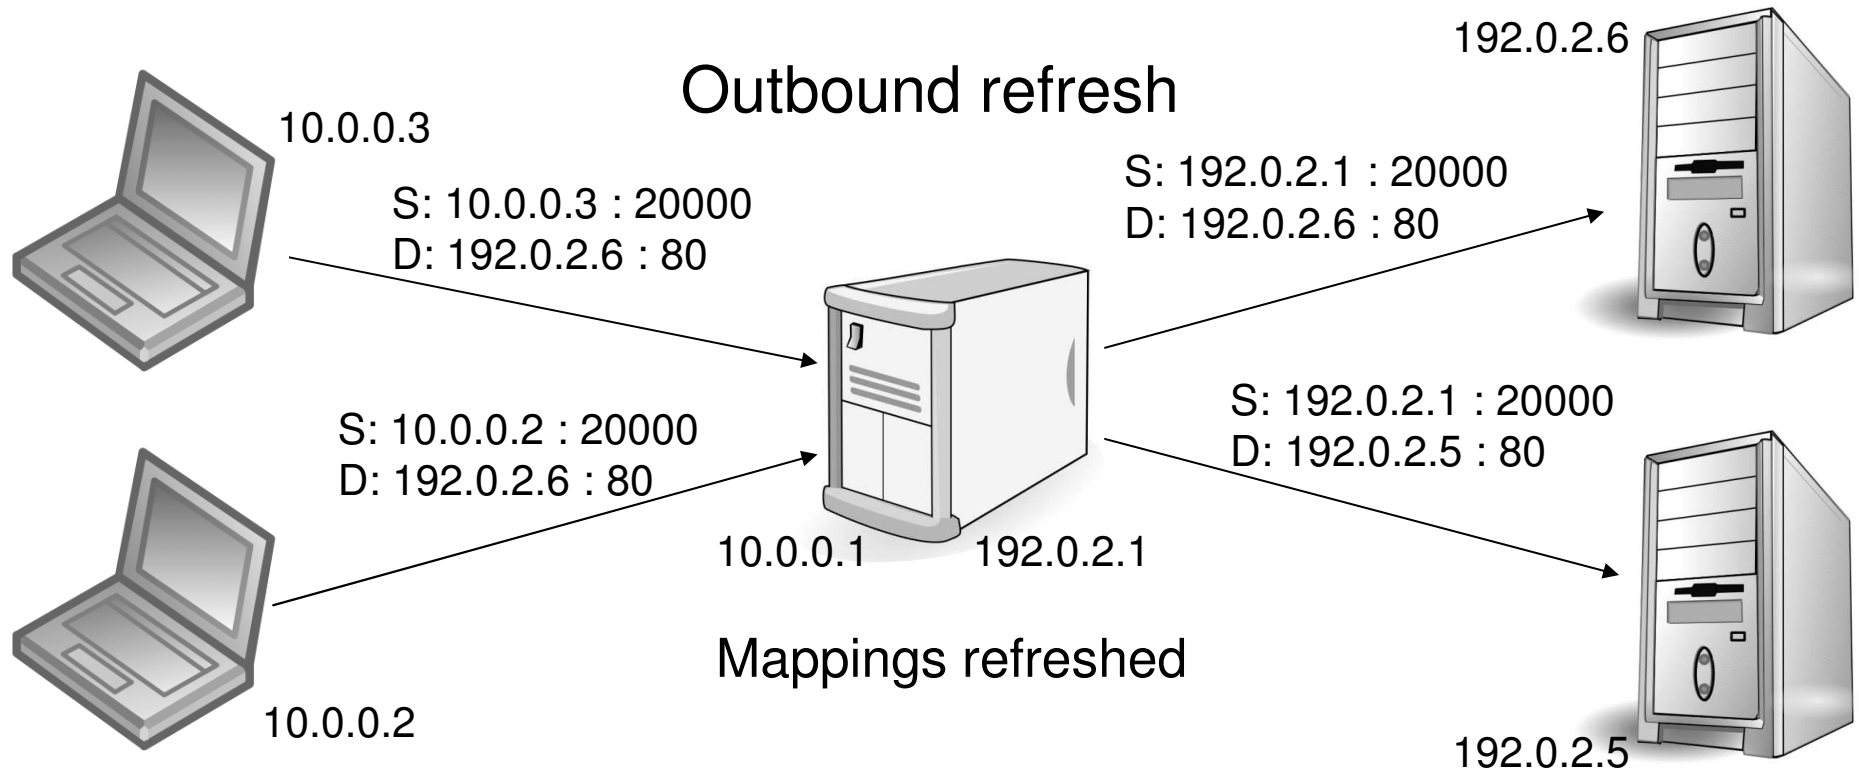 192.0.2.6
Outbound refresh
10.0.0.3
S: 10.0.0.3 : 20000
D: 192.0.2.6 : 80
S: 192.0.2.1 : 20000
D: 192.0.2.6 : 80
S: 10.0.0.2 : 20000
D: 192.0.2.6 : 80
S: 192.0.2.1 : 20000
D: 192.0.2.5 : 80
10.0.0.1
192.0.2.1
Mappings refreshed
10.0.0.2
192.0.2.5